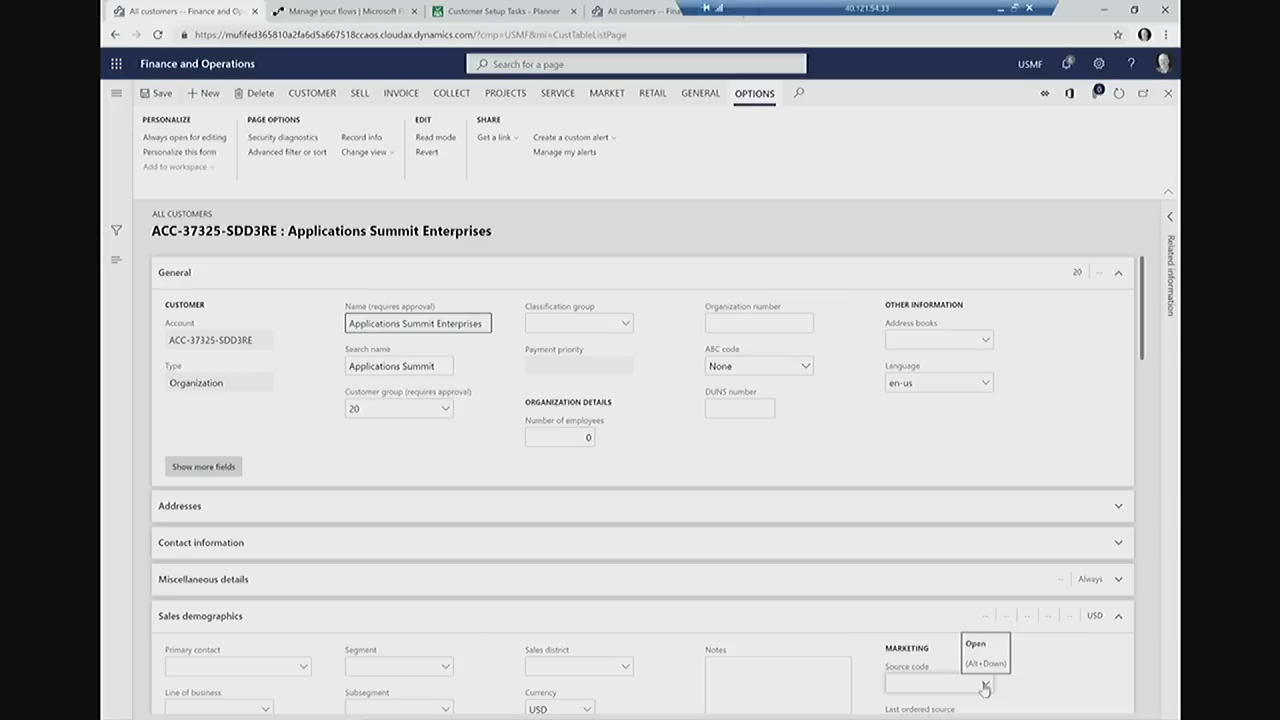 All customers -- Finance and Op
Manage your flows | Microsoft F
Customer Setup Tasks - Planner
All customers -- Fina
40.121.54.33
https://mufifed365810a2fa6d5a667518ccaos.cloudax.dynamics.com/?cmp=USMF&mi=CustTableListPage
Finance and Operations
Search for a page
USMF
Save
New
Delete
CUSTOMER
SELL
INVOICE
COLLECT
PROJECTS
SERVICE
MARKET
RETAIL
GENERAL
OPTIONS
0
PERSONALIZE
Always open for editing
Personalize this form
Add to workspace
PAGE OPTIONS
Security diagnostics
Advanced filter or sort
Record info
Change view
EDIT
Read mode
Revert
SHARE
Get a link
Create a custom alert
Manage my alerts
ALL CUSTOMERS
ACC-37325-SDD3RE : Applications Summit Enterprises
Related information
General
20
--
CUSTOMER
Account
ACC-37325-SDD3RE
Type
Organization
Name (requires approval)
Applications Summit Enterprises
Search name
Applications Summit
Customer group (requires approval)
20
Classification group
Payment priority
ORGANIZATION DETAILS
Number of employees
0
Organization number
ABC code
None
DUNS number
OTHER INFORMATION
Address books
Language
en-us
Show more fields
Addresses
Contact information
Miscellaneous details
--
Always
Sales demographics
-- -- -- -- -- USD
Primary contact
Line of business
Segment
Subsegment
Sales district
Currency
USD
Notes
MARKETING
Source code
Last ordered source
Open
(Alt+Down)